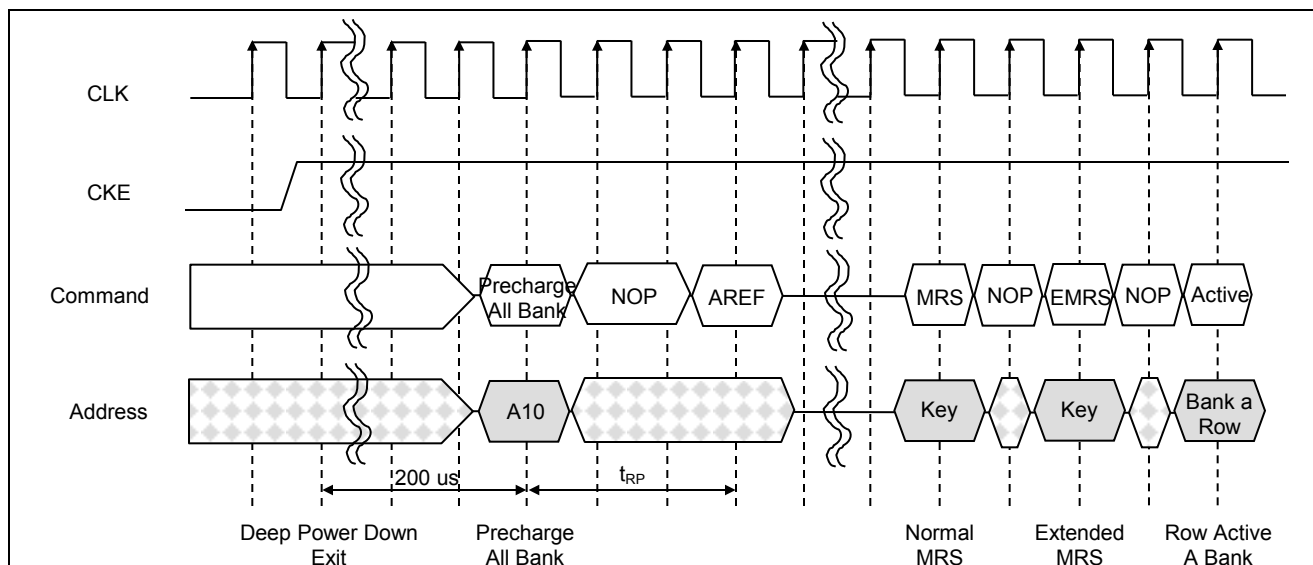 CLK
CKE
Command
Precharge
All Bank
NOP
AREF
MRS
NOP
EMRS
NOP
Active
Address
A10
Key
Key
Bank a
Row
200 us
tRP
Deep Power Down
Exit
Precharge
All Bank
Normal
MRS
Extended
MRS
Row Active
A Bank